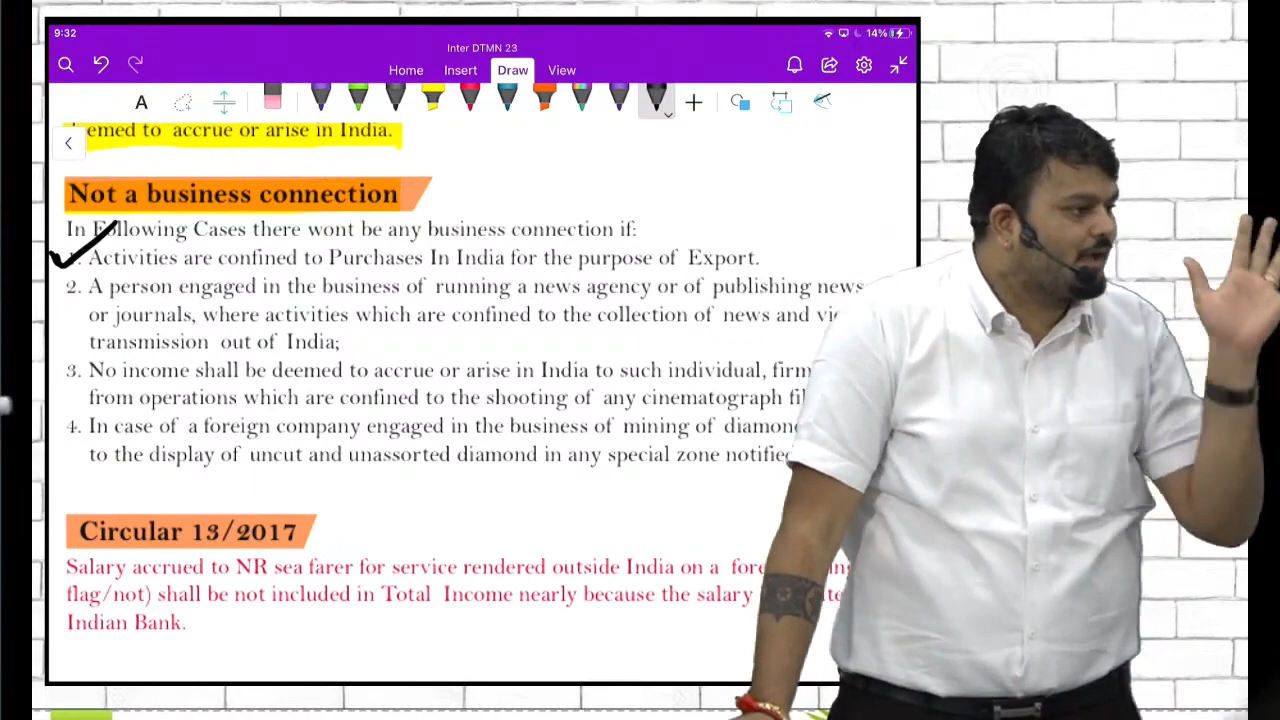 9:32
14%
Inter DTMN 23
Home Insert Draw View
A
deemed to accrue or arise in India.
Not a business connection
In Following Cases there wont be any business connection if:
1. Activities are confined to Purchases In India for the purpose of Export.
2. A person engaged in the business of running a news agency or of publishing news
or journals, where activities which are confined to the collection of news and
transmission out of India;
3. No income shall be deemed to accrue or arise in India to such individual, firm
from operations which are confined to the shooting of any cinematograph
4. In case of a foreign company engaged in the business of mining of
to the display of uncut and unassorted diamond in any special zone notified
Circular 13/2017
Salary accrued to NR sea farer for service rendered outside India on a
flag/not) shall be not included in Total Income nearly because the salary
Indian Bank.